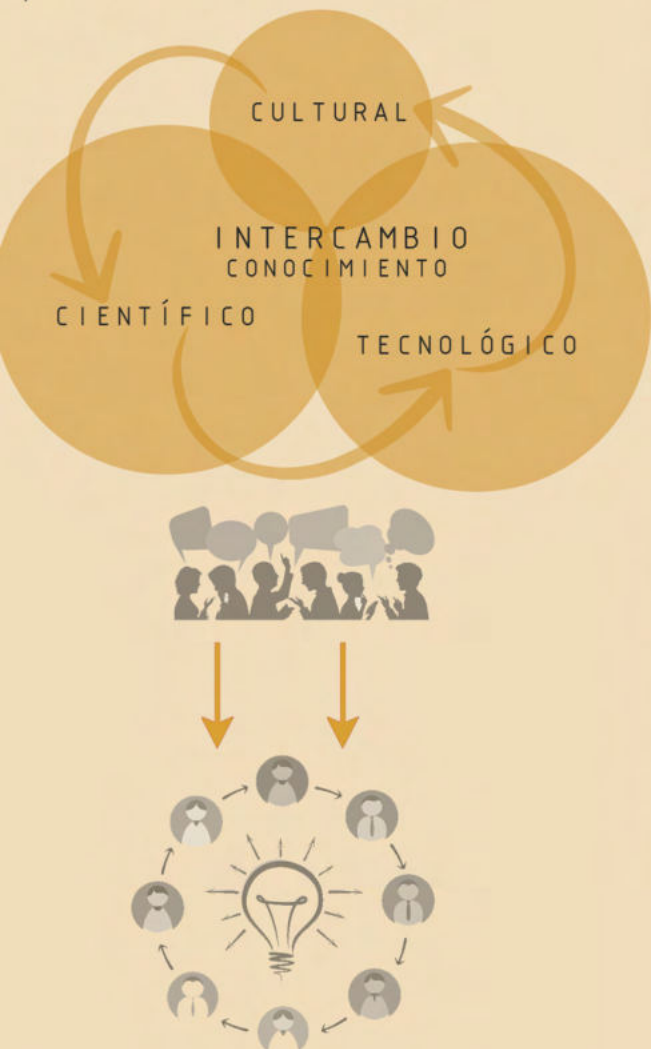 CULTURAL
INTERCAMBIO
CONOCIMIENTO
CIENTÍFICO
TECNOLÓGICO